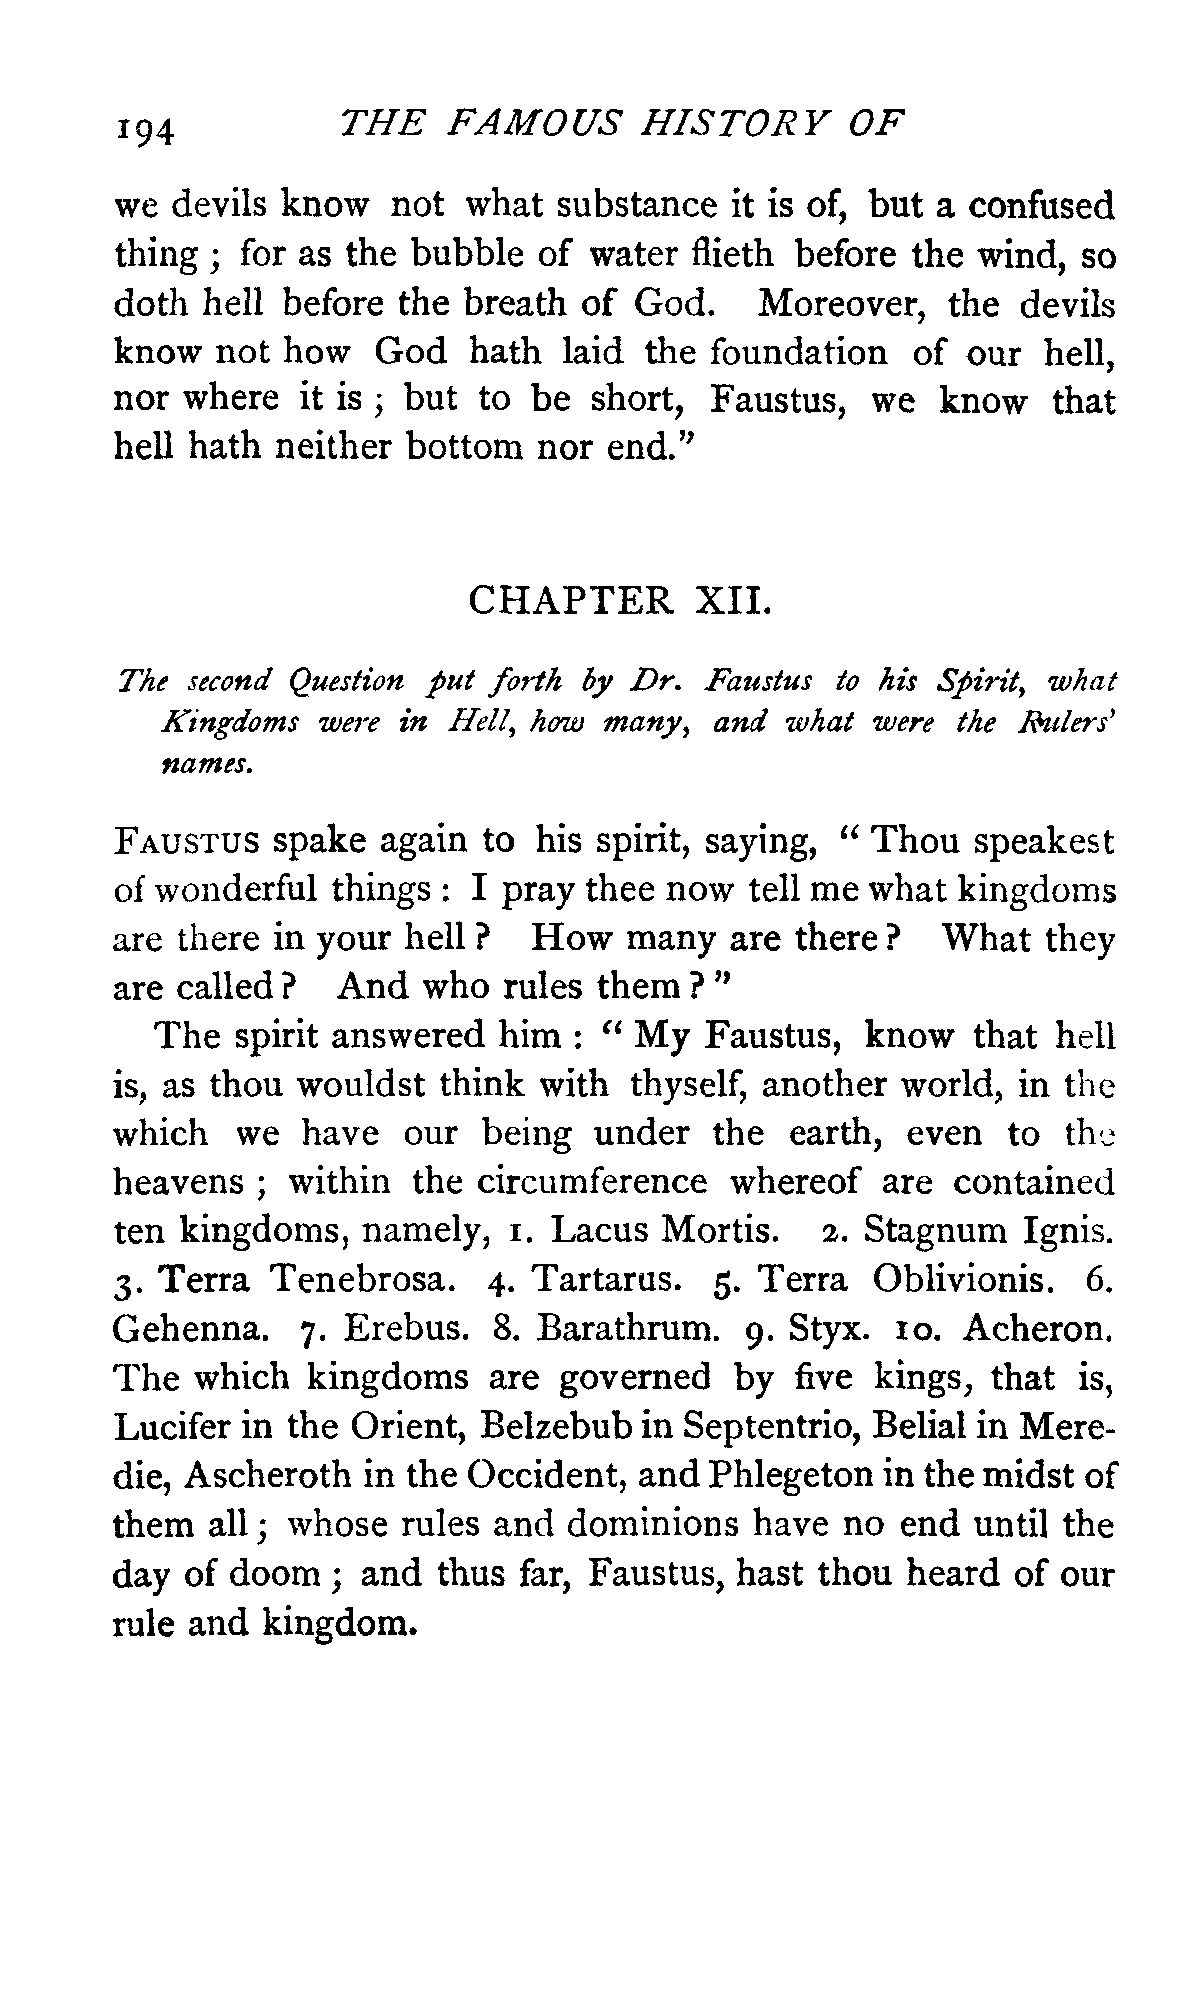 194 THE FAMOUS HISTORY OF
we devils know not what substance it is of, but a confused
thing ; for as the bubble of water flieth before the wind, so
doth hell before the breath of God. Moreover, the devils
know not how God hath laid the foundation of our hell,
nor where it is ; but to be short, Faustus, we know that
hell hath neither bottom nor end.”
CHAPTER XII.
The second Question put forth by Dr. Faustus to his Spirit, what
Kingdoms were in Hell, how many, and what were the Rulers’
names.
FAUSTUS spake again to his spirit, saying, “ Thou speakest
of wonderful things : I pray thee now tell me what kingdoms
are there in your hell ? How many are there ? What they
are called ? And who rules them ? ”
The spirit answered him : “ My Faustus, know that hell
is, as thou wouldst think with thyself, another world, in the
which we have our being under the earth, even to the
heavens ; within the circumference whereof are contained
ten kingdoms, namely, 1. Lacus Mortis. 2. Stagnum Ignis.
3. Terra Tenebrosa. 4. Tartarus. 5. Terra Oblivionis. 6.
Gehenna. 7. Erebus. 8. Barathrum. 9. Styx. 10. Acheron.
The which kingdoms are governed by five kings, that is,
Lucifer in the Orient, Belzebub in Septentrio, Belial in Mere-
die, Ascheroth in the Occident, and Phlegeton in the midst of
them all ; whose rules and dominions have no end until the
day of doom ; and thus far, Faustus, hast thou heard of our
rule and kingdom.